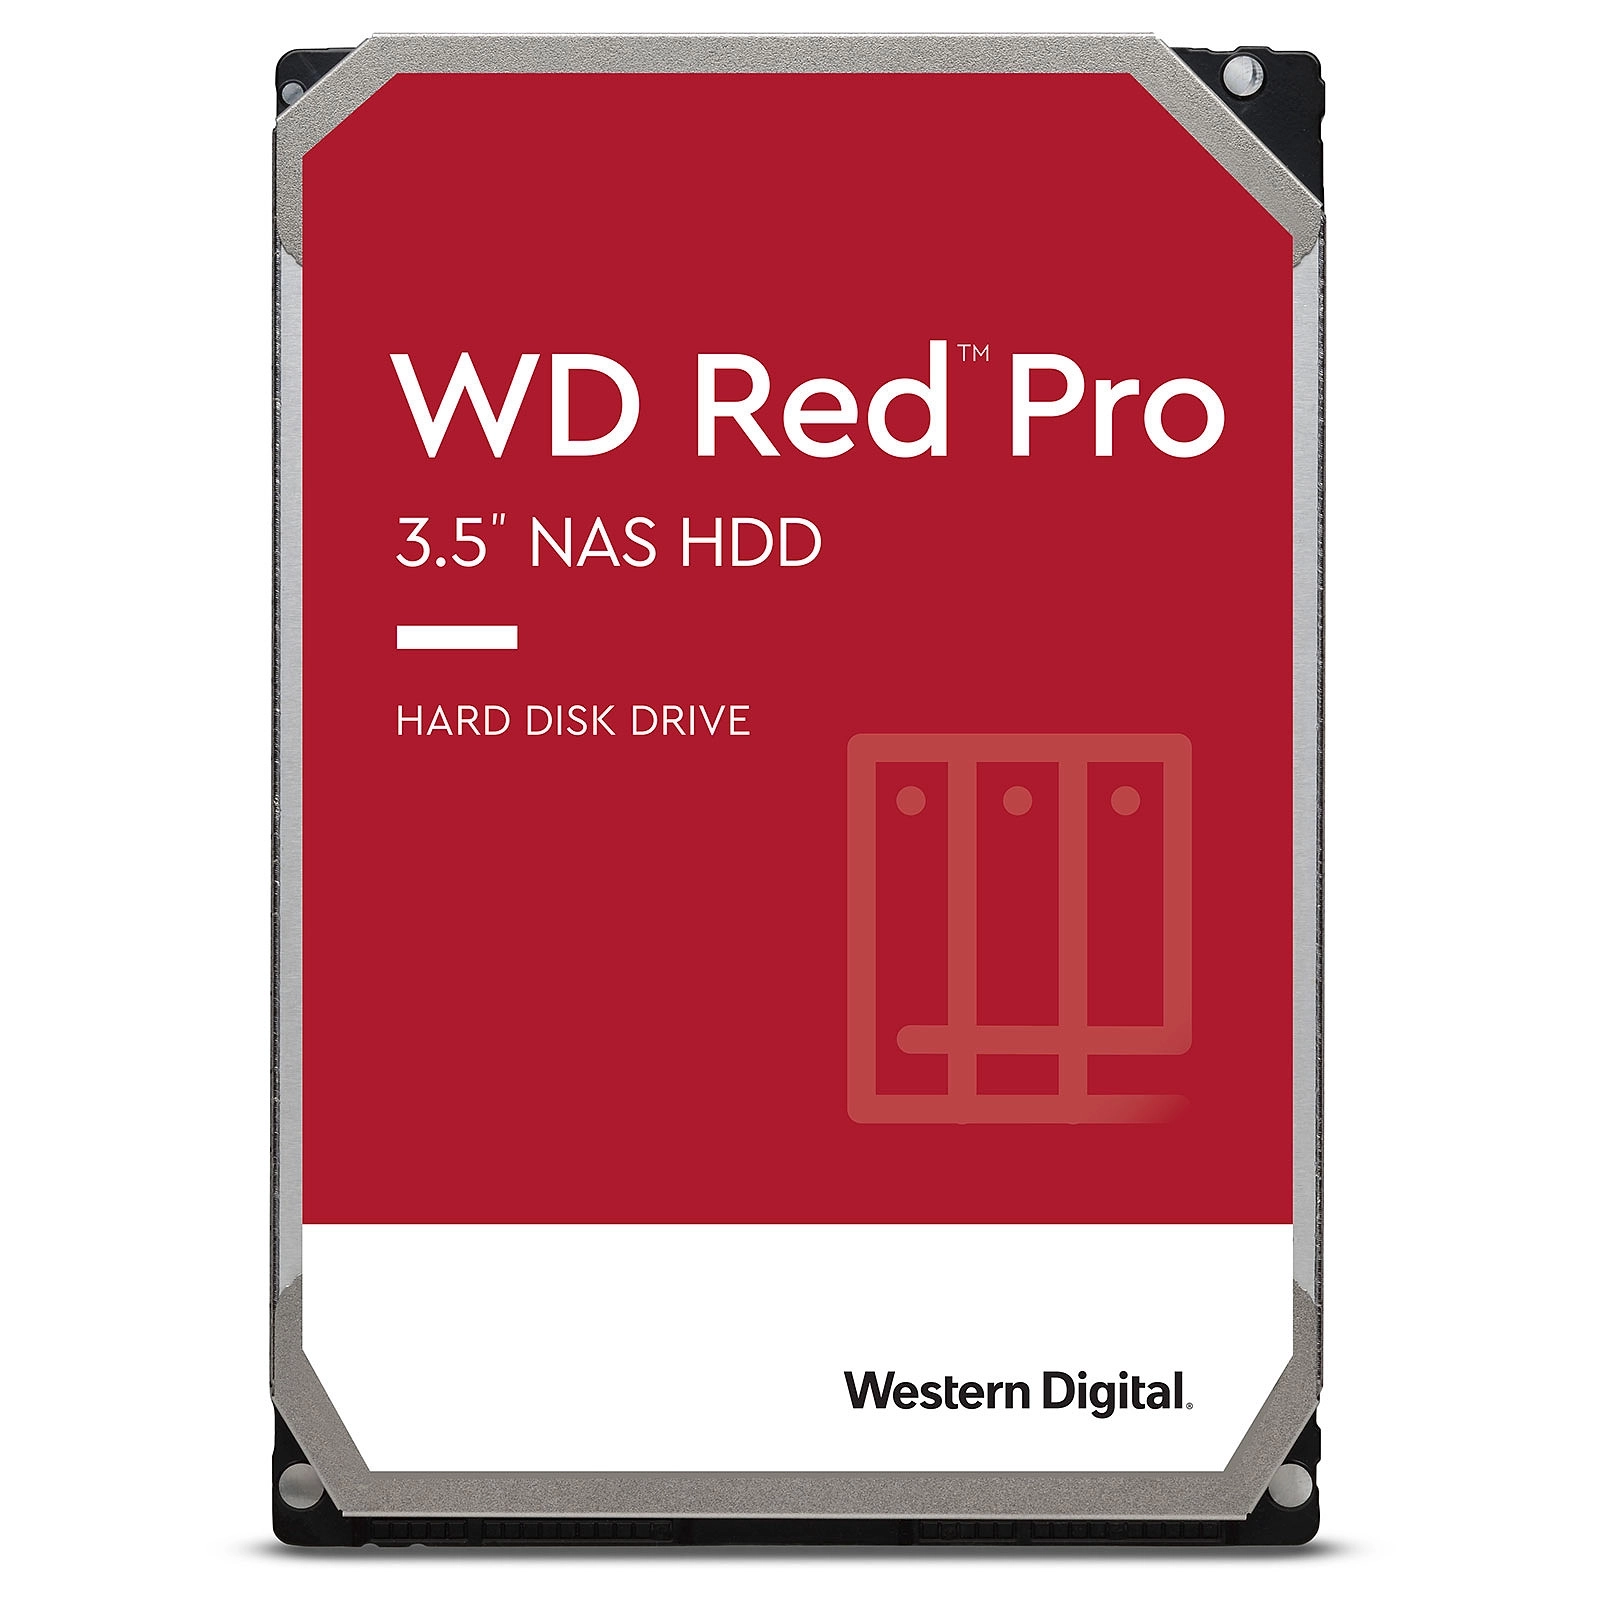 WD Red™ Pro
3.5" NAS HDD
HARD DISK DRIVE
Western Digital®